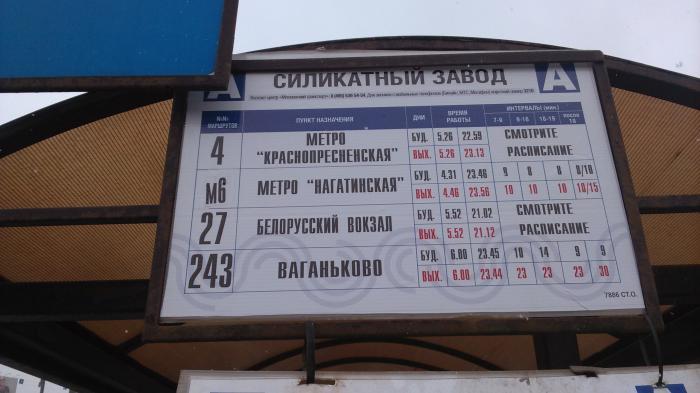 А СИЛИКАТНЫЙ ЗАВОД А
№№ МАРШРУТОВ ПУНКТ НАЗНАЧЕНИЯ ДНИ ВРЕМЯ РАБОТЫ ИНТЕРВАЛЫ (мин.)
7-9 9-16 16-19 после 19
4 МЕТРО "КРАСНОПРЕСНЕНСКАЯ" БУД. 5.26 22.59 СМОТРИТЕ РАСПИСАНИЕ
ВЫХ. 5.26 23.13
м6 МЕТРО "НАГАТИНСКАЯ" БУД. 4.31 23.46 9 8 8 8/10
ВЫХ. 4.46 23.56 10 10 10 10/15
27 БЕЛОРУССКИЙ ВОКЗАЛ БУД. 5.52 21.02 СМОТРИТЕ РАСПИСАНИЕ
ВЫХ. 5.52 21.12
243 ВАГАНЬКОВО БУД. 6.00 23.45 10 14 9 9
ВЫХ. 6.00 23.44 23 23 23 30
7886 СТ.О.